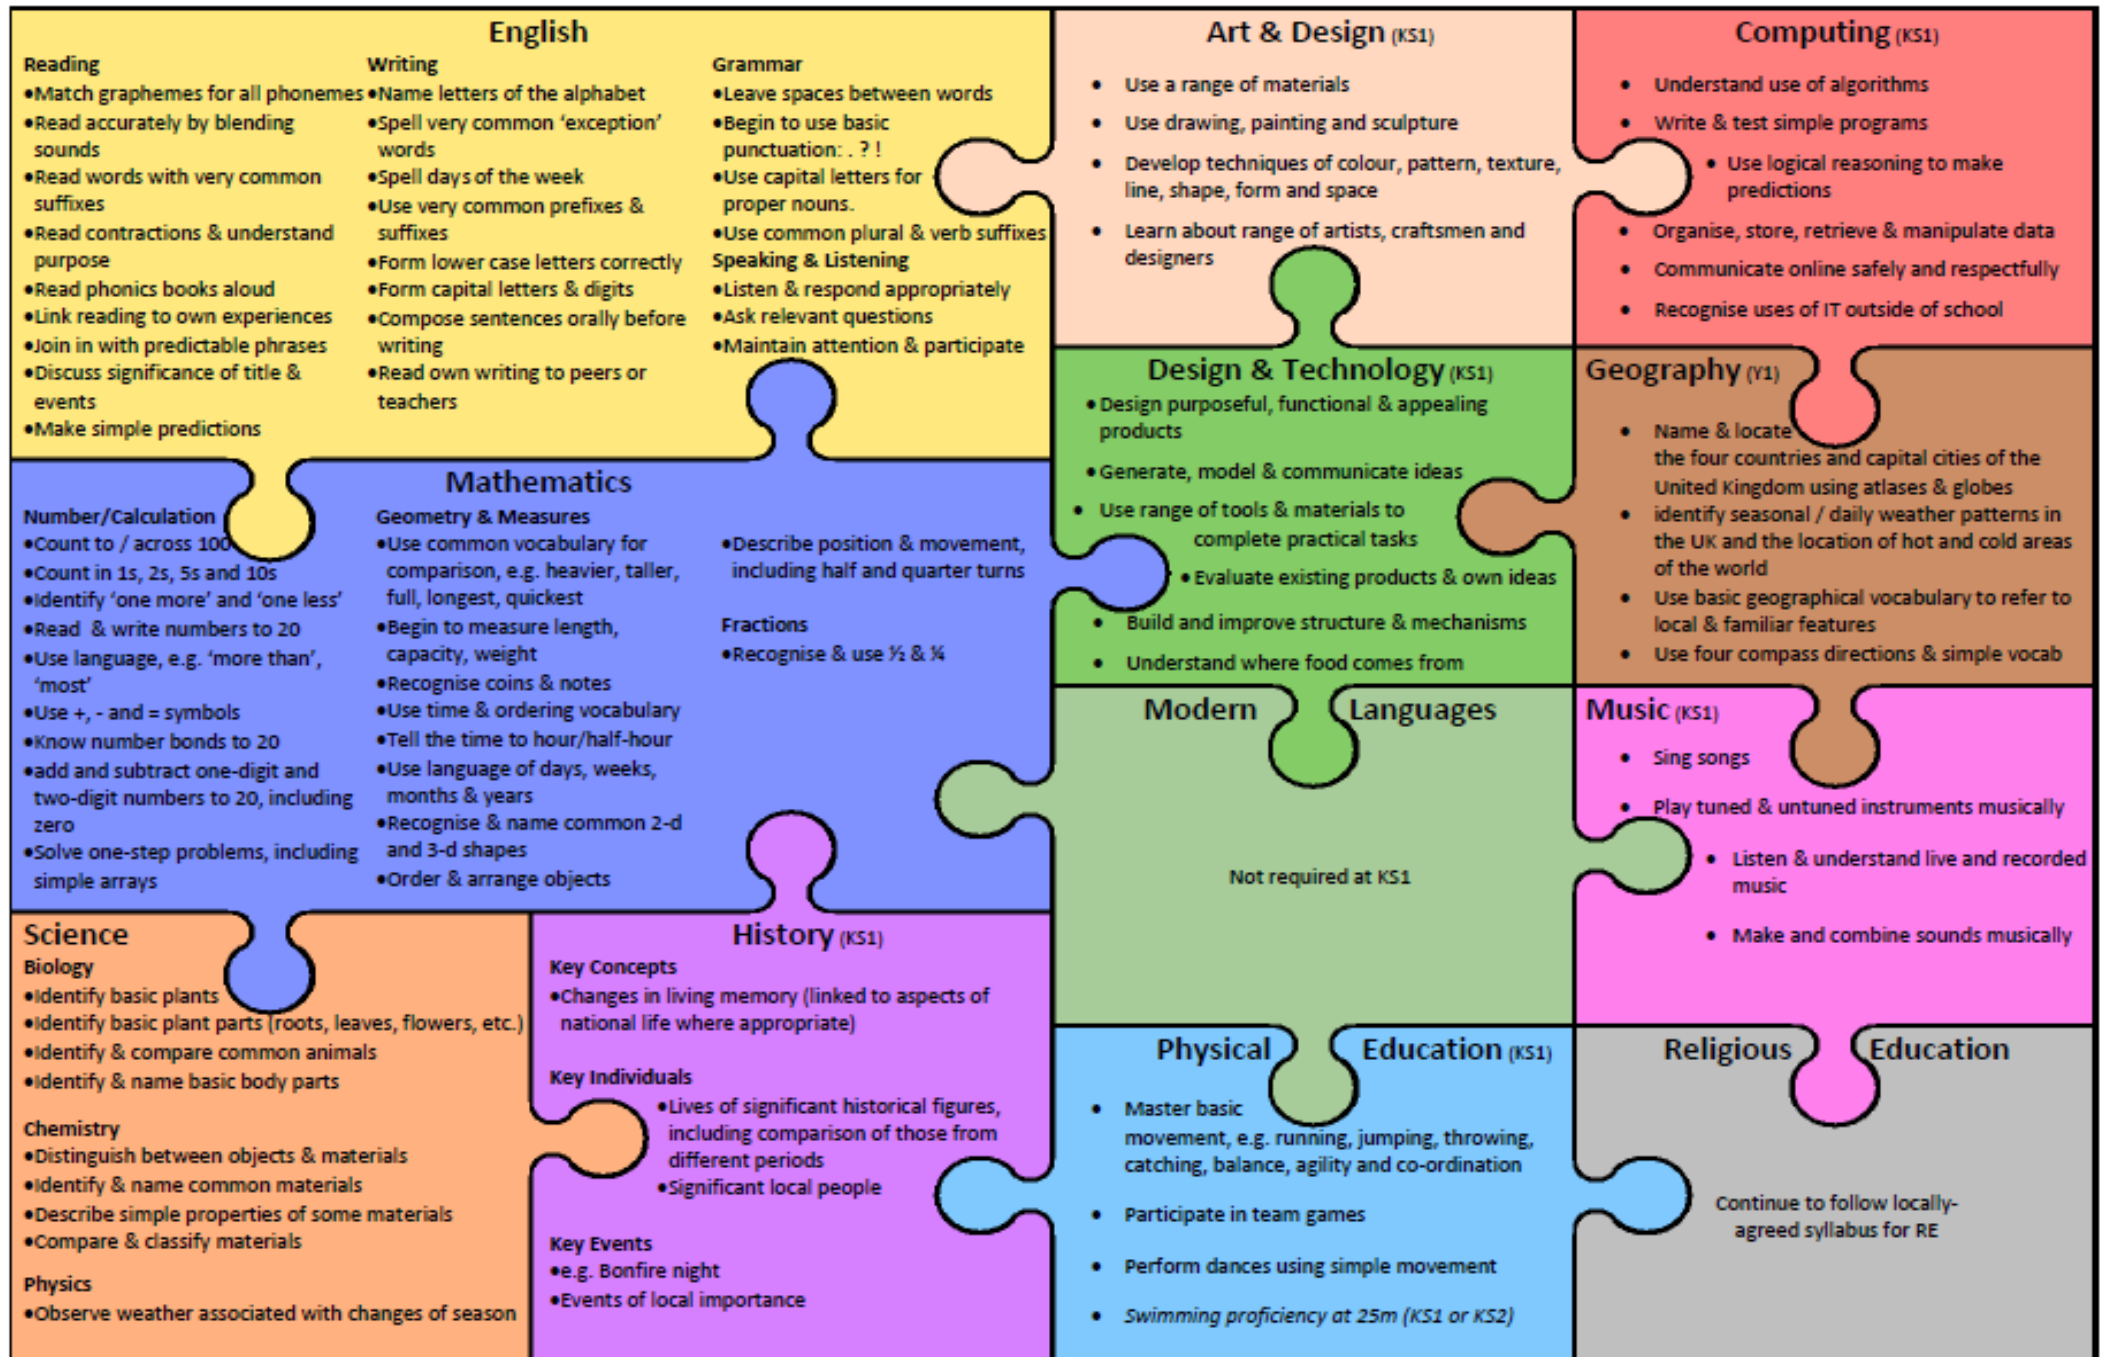 English
Reading
•Match graphemes for all phonemes
•Read accurately by blending
sounds
•Read words with very common
suffixes
•Read contractions & understand
purpose
•Read phonics books aloud
•Link reading to own experiences
•Join in with predictable phrases
•Discuss significance of title &
events
•Make simple predictions
Writing
•Name letters of the alphabet
•Spell very common ‘exception’
words
•Spell days of the week
•Use very common prefixes &
suffixes
•Form lower case letters correctly
•Form capital letters & digits
•Compose sentences orally before
writing
•Read own writing to peers or
teachers
Grammar
•Leave spaces between words
•Begin to use basic
punctuation: . ? !
•Use capital letters for
proper nouns.
•Use common plural & verb suffixes
Speaking & Listening
•Listen & respond appropriately
•Ask relevant questions
•Maintain attention & participate
Art & Design (KS1)
• Use a range of materials
• Use drawing, painting and sculpture
• Develop techniques of colour, pattern, texture,
line, shape, form and space
• Learn about range of artists, craftsmen and
designers
Computing (KS1)
• Understand use of algorithms
• Write & test simple programs
• Use logical reasoning to make
predictions
• Organise, store, retrieve & manipulate data
• Communicate online safely and respectfully
• Recognise uses of IT outside of school
Mathematics
Number/Calculation
•Count to / across 100
•Count in 1s, 2s, 5s and 10s
•Identify ‘one more’ and ‘one less’
•Read & write numbers to 20
•Use language, e.g. ‘more than’,
‘most’
•Use +, - and = symbols
•Know number bonds to 20
•add and subtract one-digit and
two-digit numbers to 20, including
zero
•Solve one-step problems, including
simple arrays
Geometry & Measures
•Use common vocabulary for
comparison, e.g. heavier, taller,
full, longest, quickest
•Begin to measure length,
capacity, weight
•Recognise coins & notes
•Use time & ordering vocabulary
•Tell the time to hour/half-hour
•Use language of days, weeks,
months & years
•Recognise & name common 2-d
and 3-d shapes
•Order & arrange objects
•Describe position & movement,
including half and quarter turns
Fractions
•Recognise & use ½ & ¼
Design & Technology (KS1)
• Design purposeful, functional & appealing
products
• Generate, model & communicate ideas
• Use range of tools & materials to
complete practical tasks
• Evaluate existing products & own ideas
• Build and improve structure & mechanisms
• Understand where food comes from
Geography (Y1)
• Name & locate
the four countries and capital cities of the
United Kingdom using atlases & globes
• identify seasonal / daily weather patterns in
the UK and the location of hot and cold areas
of the world
• Use basic geographical vocabulary to refer to
local & familiar features
• Use four compass directions & simple vocab
Modern Languages
Not required at KS1
Music (KS1)
• Sing songs
• Play tuned & untuned instruments musically
• Listen & understand live and recorded
music
• Make and combine sounds musically
Science
Biology
•Identify basic plants
•Identify basic plant parts (roots, leaves, flowers, etc.)
•Identify & compare common animals
•Identify & name basic body parts
Chemistry
•Distinguish between objects & materials
•Identify & name common materials
•Describe simple properties of some materials
•Compare & classify materials
Physics
•Observe weather associated with changes of season
History (KS1)
Key Concepts
•Changes in living memory (linked to aspects of
national life where appropriate)
Key Individuals
•Lives of significant historical figures,
including comparison of those from
different periods
•Significant local people
Key Events
•e.g. Bonfire night
•Events of local importance
Physical Education (KS1)
• Master basic
movement, e.g. running, jumping, throwing,
catching, balance, agility and co-ordination
• Participate in team games
• Perform dances using simple movement
• Swimming proficiency at 25m (KS1 or KS2)
Religious Education
Continue to follow locally-
agreed syllabus for RE